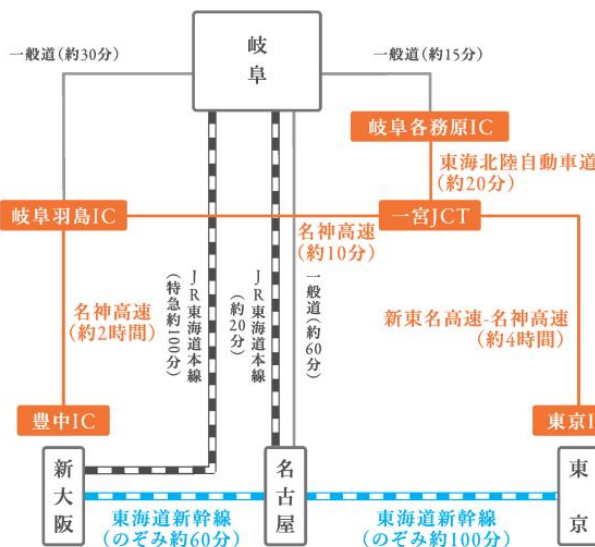 岐阜
一般道(約30分)
一般道(約15分)
岐阜各務原IC
東海北陸自動車道
(約20分)
岐阜羽島IC
一宮JCT
名神高速
(約10分)
名神高速
(約2時間)
JR東海道本線
(特急約100分)
JR東海道本線
(約20分)
一般道(約60分)
新東名高速-名神高速
(約4時間)
豊中IC
東京I
新大阪
名古屋
東京
東海道新幹線
(のぞみ約60分)
東海道新幹線
(のぞみ約100分)